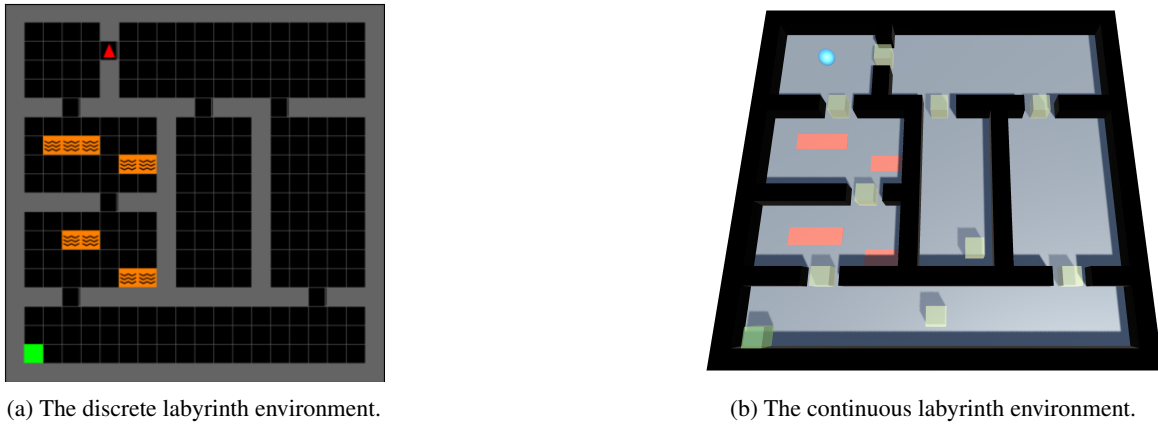 (a) The discrete labyrinth environment.
(b) The continuous labyrinth environment.